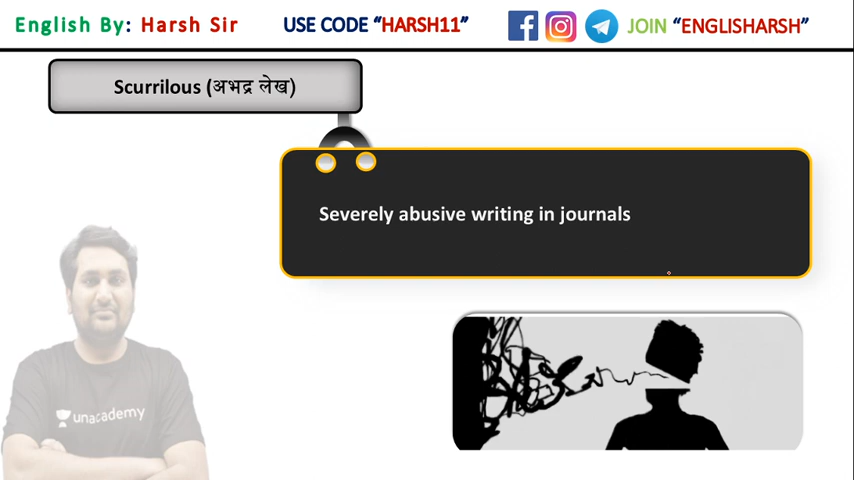 English By: Harsh Sir
USE CODE “HARSH11”
JOIN “ENGLISHARSH”
Scurrilous (अभद्र लेख)
Severely abusive writing in journals
unacademy